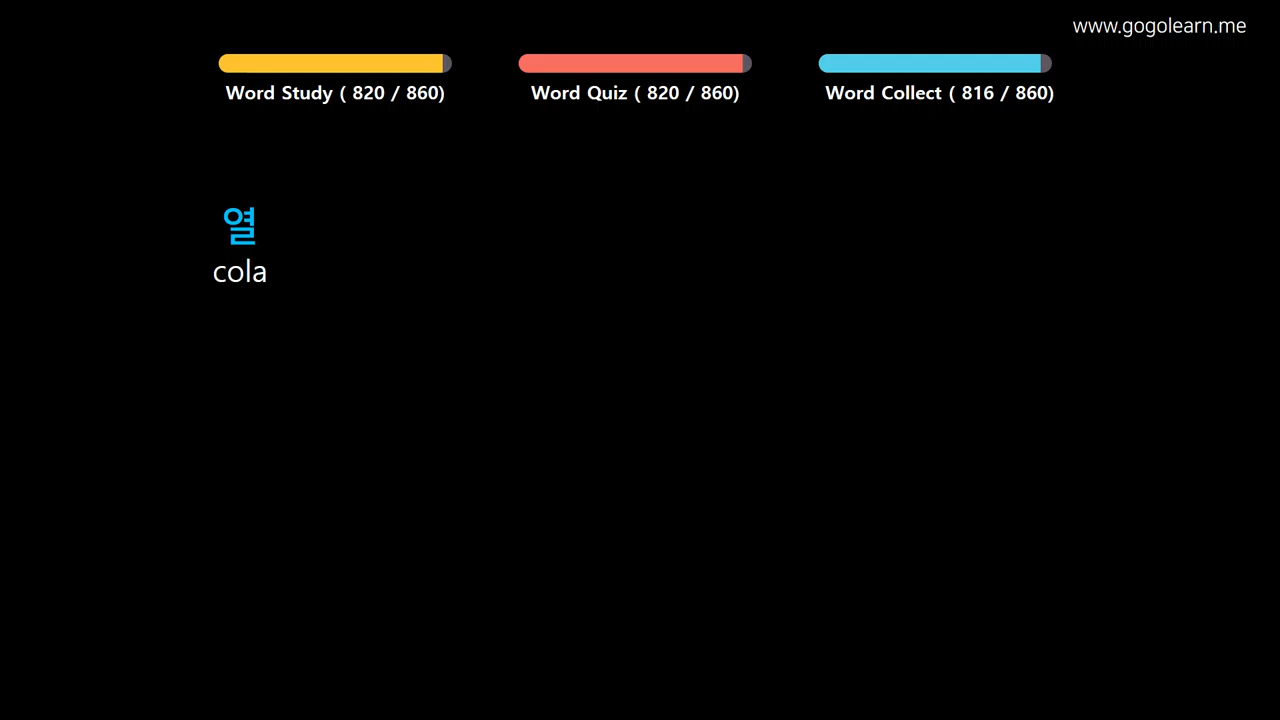 www.gogolearn.me
Word Study ( 820 / 860)
Word Quiz ( 820 / 860)
Word Collect ( 816 / 860)
열
cola